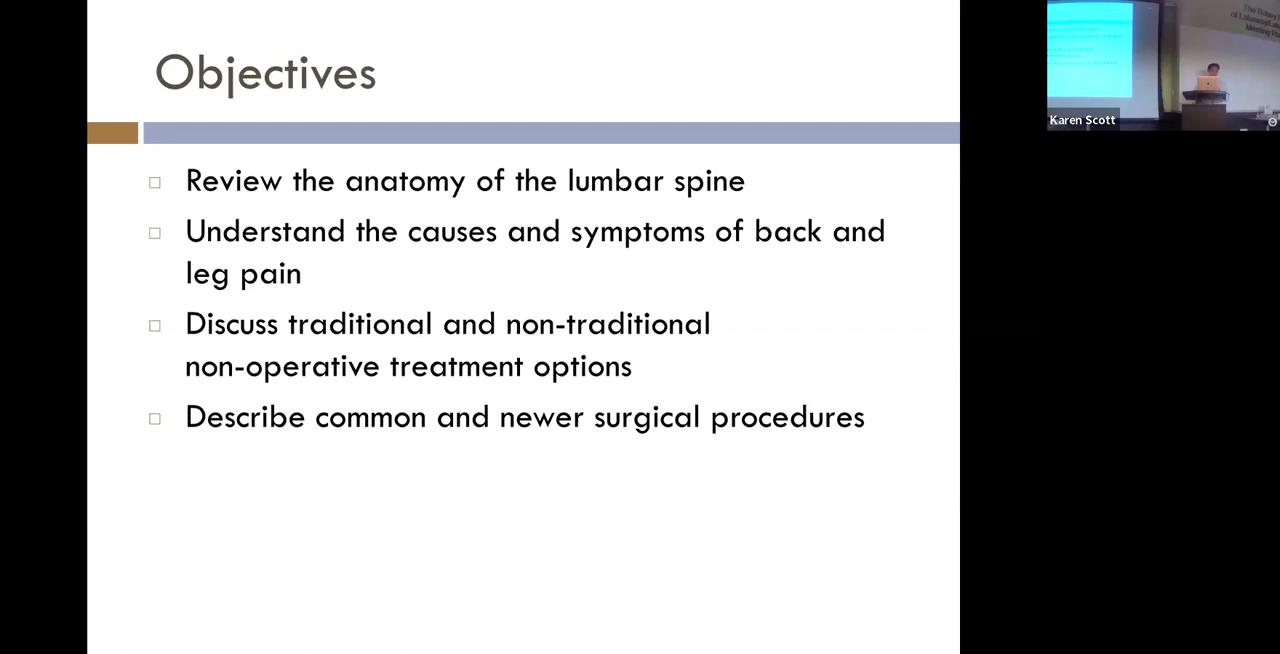 Objectives
Review the anatomy of the lumbar spine
Understand the causes and symptoms of back and
leg pain
Discuss traditional and non-traditional
non-operative treatment options
Describe common and newer surgical procedures
Karen Scott